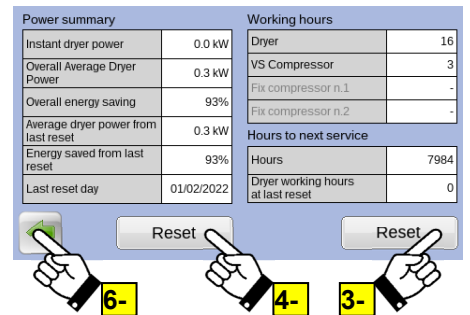 Power summary
Instant dryer power 0.0 kW
Overall Average Dryer
Power 0.3 kW
Overall energy saving 93%
Average dryer power from
last reset 0.3 kW
Energy saved from last
reset 93%
Last reset day 01/02/2022
Working hours
Dryer 16
VS Compressor 3
Fix compressor n.1 -
Fix compressor n.2 -
Hours to next service
Hours 7984
Dryer working hours
at last reset 0
Reset
Reset
6-
4-
3-